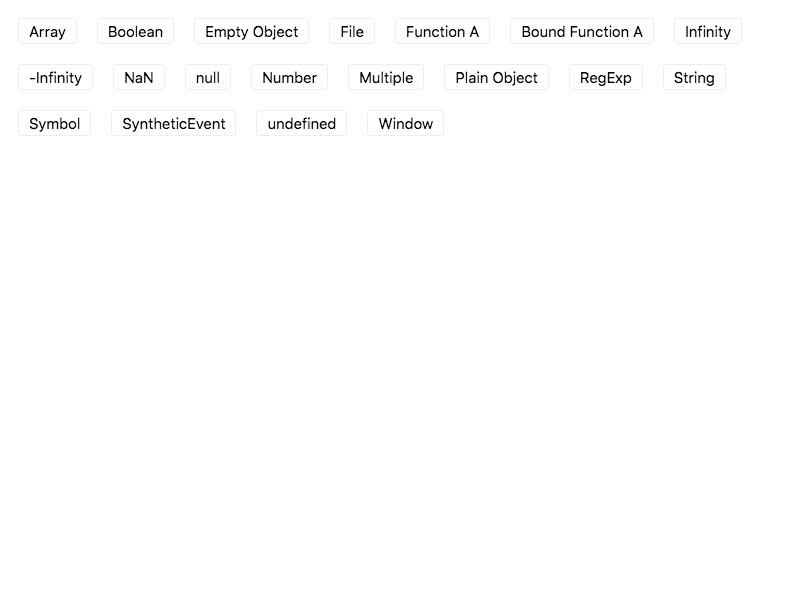 Array Boolean Empty Object File Function A Bound Function A Infinity
-Infinity NaN null Number Multiple Plain Object RegExp String
Symbol SyntheticEvent undefined Window